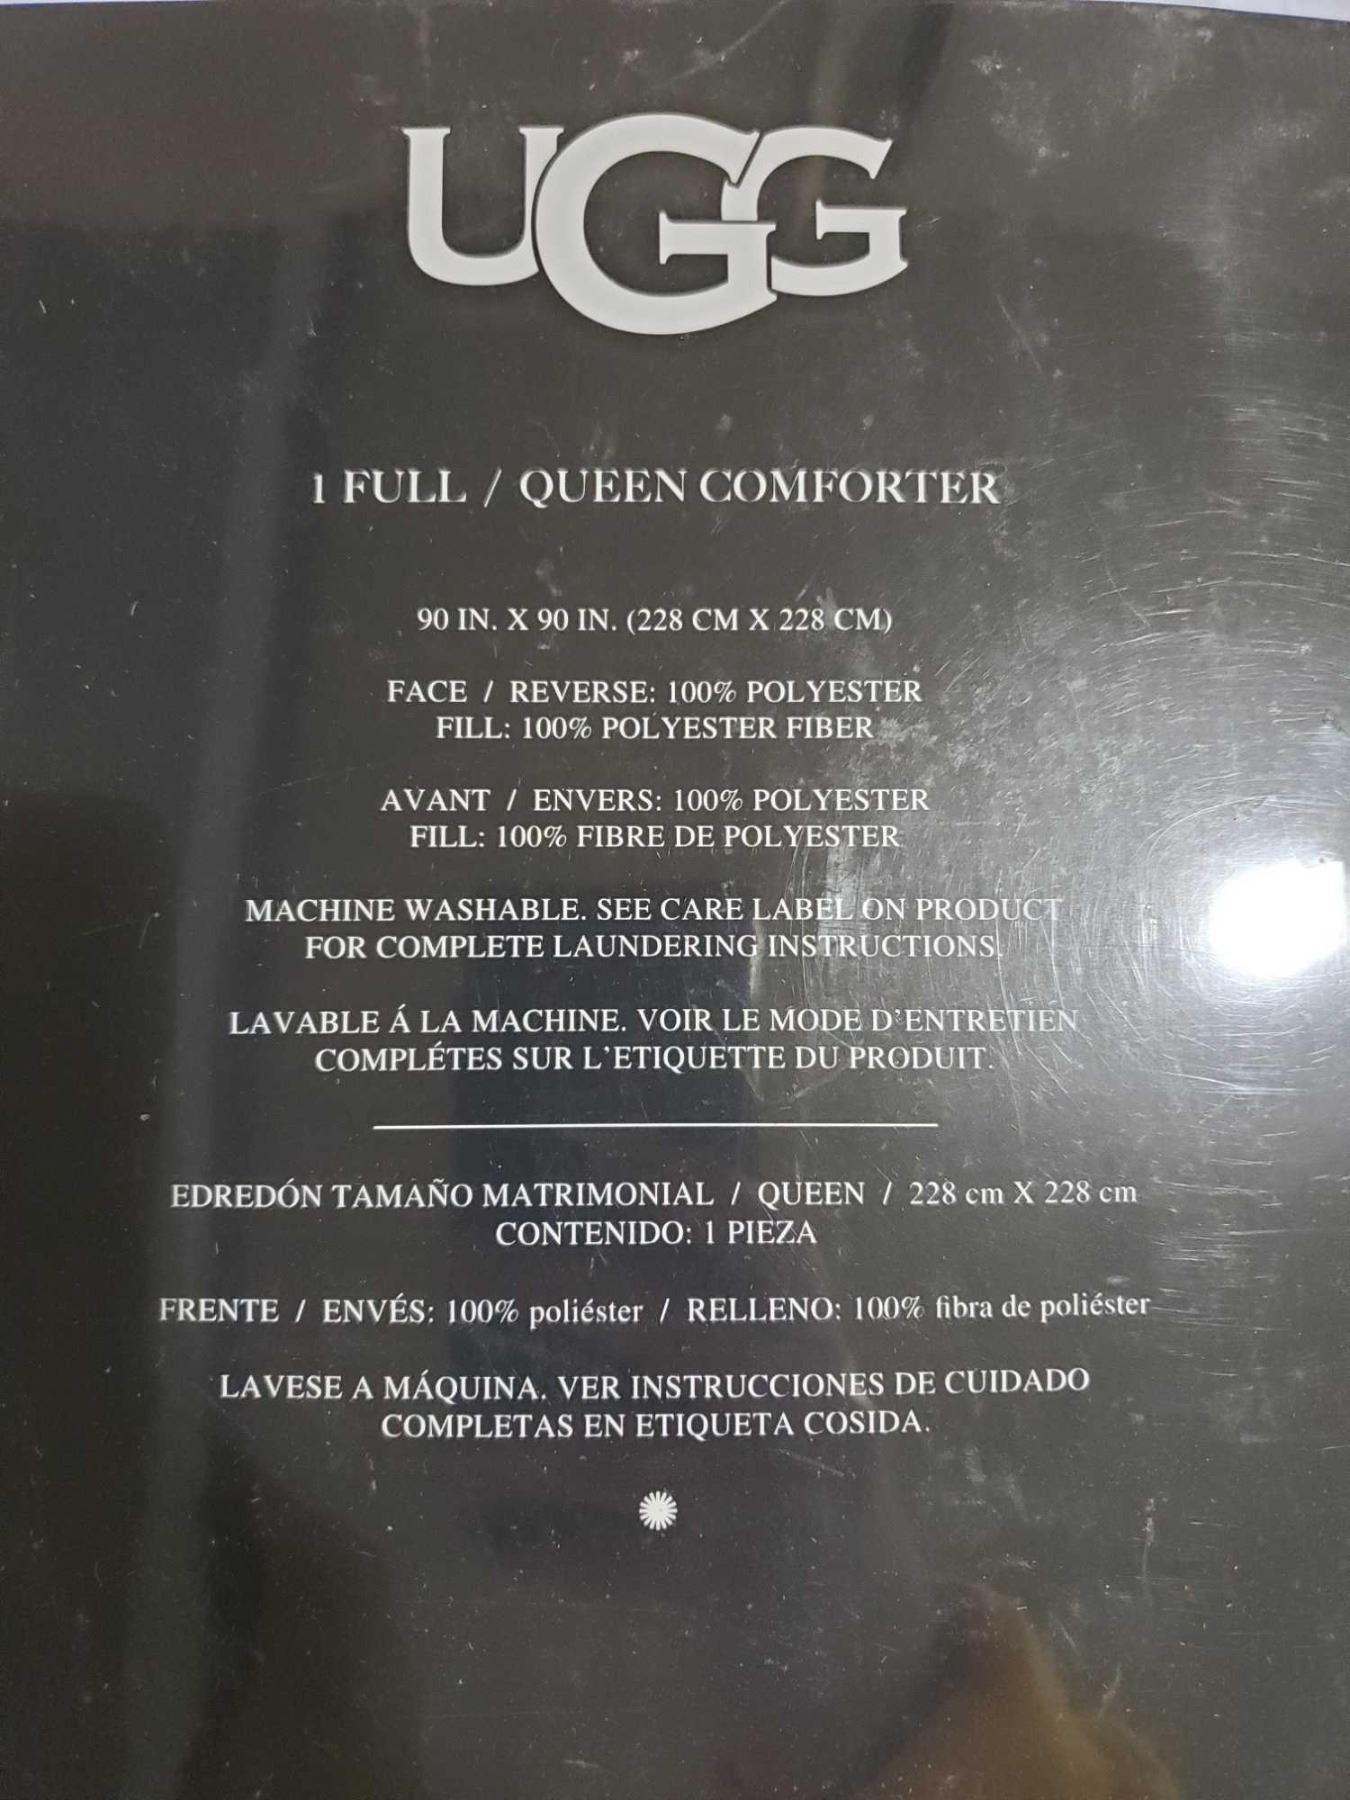 UGG
1 FULL / QUEEN COMFORTER
90 IN. X 90 IN. (228 CM X 228 CM)
FACE / REVERSE: 100% POLYESTER
FILL: 100% POLYESTER FIBER
AVANT / ENVERS: 100% POLYESTER
FILL: 100% FIBRE DE POLYESTER
MACHINE WASHABLE. SEE CARE LABEL ON PRODUCT
FOR COMPLETE LAUNDERING INSTRUCTIONS.
LAVABLE Á LA MACHINE. VOIR LE MODE D'ENTRETIEN
COMPLÉTES SUR L'ETIQUETTE DU PRODUIT.
EDREDÓN TAMAÑO MATRIMONIAL / QUEEN / 228 cm X 228 cm
CONTENIDO: 1 PIEZA
FRENTE / ENVÉS: 100% poliéster / RELLENO: 100% fibra de poliéster
LAVESE A MÁQUINA. VER INSTRUCCIONES DE CUIDADO
COMPLETAS EN ETIQUETA COSIDA.